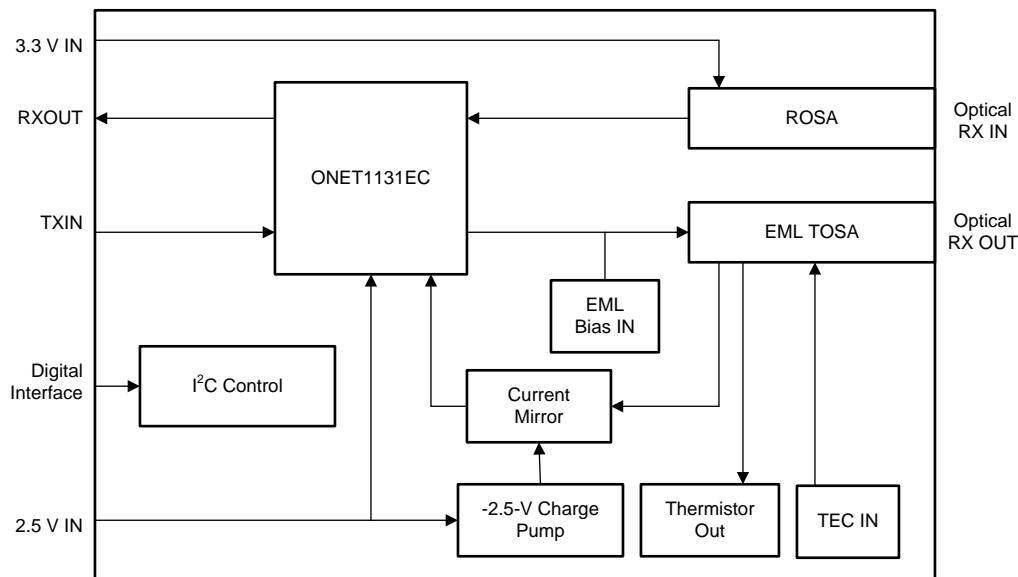 3.3 V IN
RXOUT
ONET1131EC
ROSA
Optical
RX IN
TXIN
EML TOSA
Optical
RX OUT
EML
Bias IN
Digital
Interface
I²C Control
Current
Mirror
2.5 V IN
-2.5-V Charge
Pump
Thermistor
Out
TEC IN